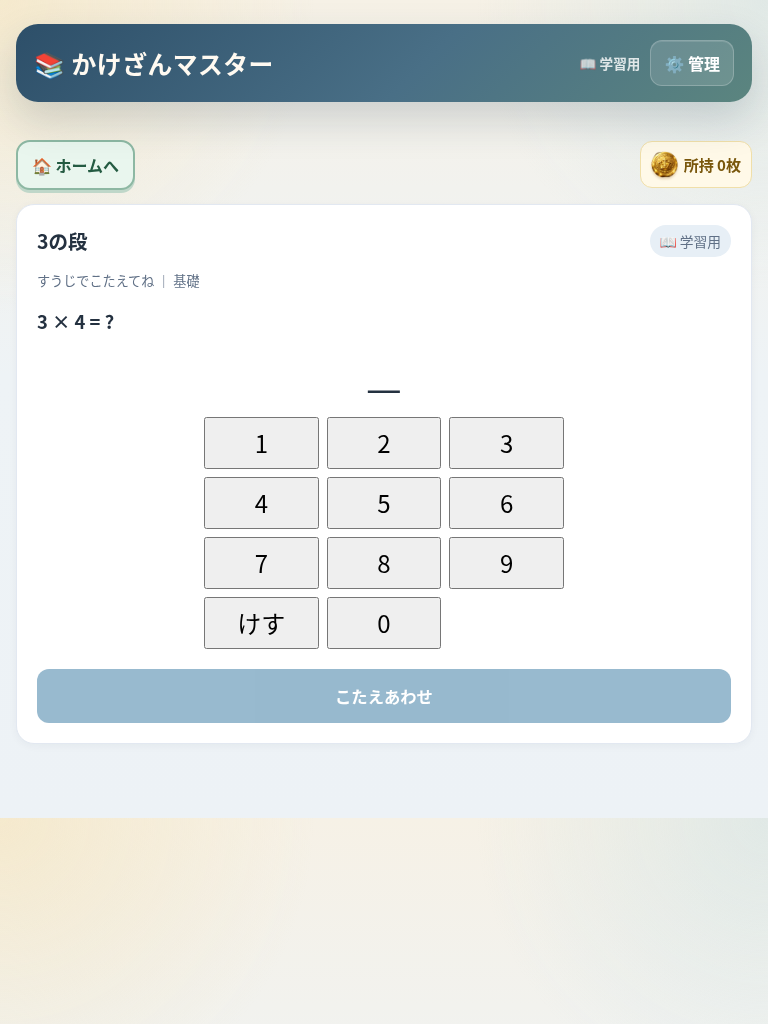 📚 かけざんマスター
📖 学習用
⚙️ 管理
🏠 ホームへ
所持 0枚
3の段
📖 学習用
すうじでこたえてね | 基礎
3 × 4 = ?
—
1 2 3
4 5 6
7 8 9
けす 0
こたえあわせ